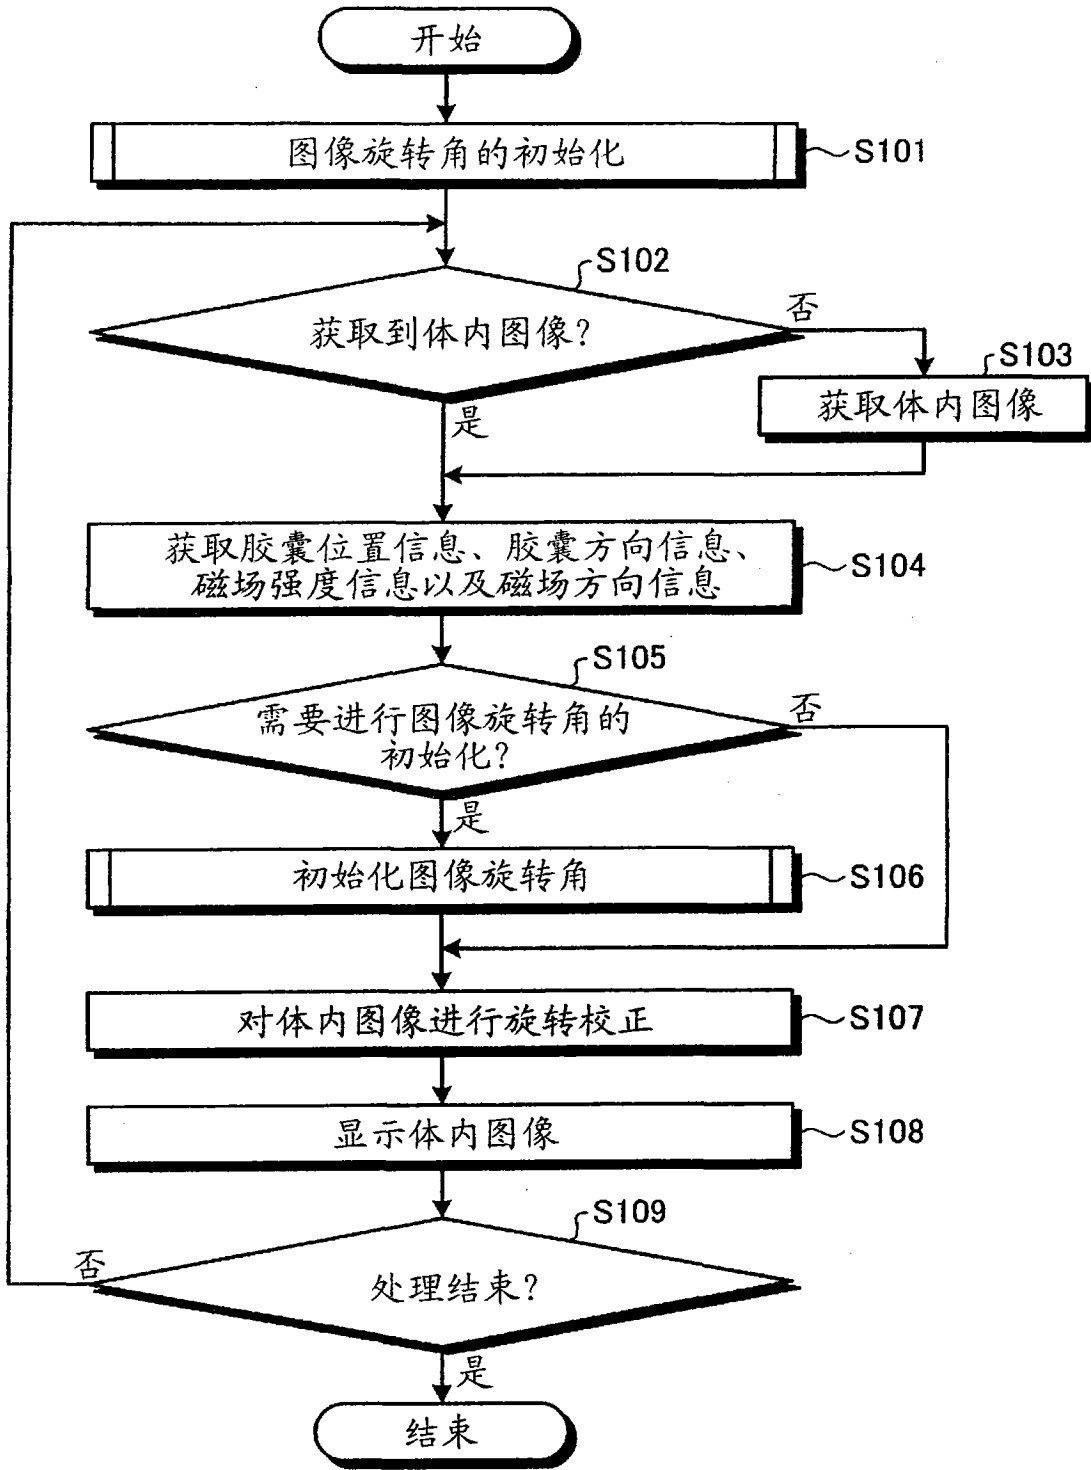 开始
图像旋转角的初始化
S101
S102
获取到体内图像?
否
S103
获取体内图像
是
获取胶囊位置信息、胶囊方向信息、
磁场强度信息以及磁场方向信息
S104
S105
需要进行图像旋转角的
初始化?
否
是
初始化图像旋转角
S106
对体内图像进行旋转校正
S107
显示体内图像
S108
S109
否
处理结束?
是
结束